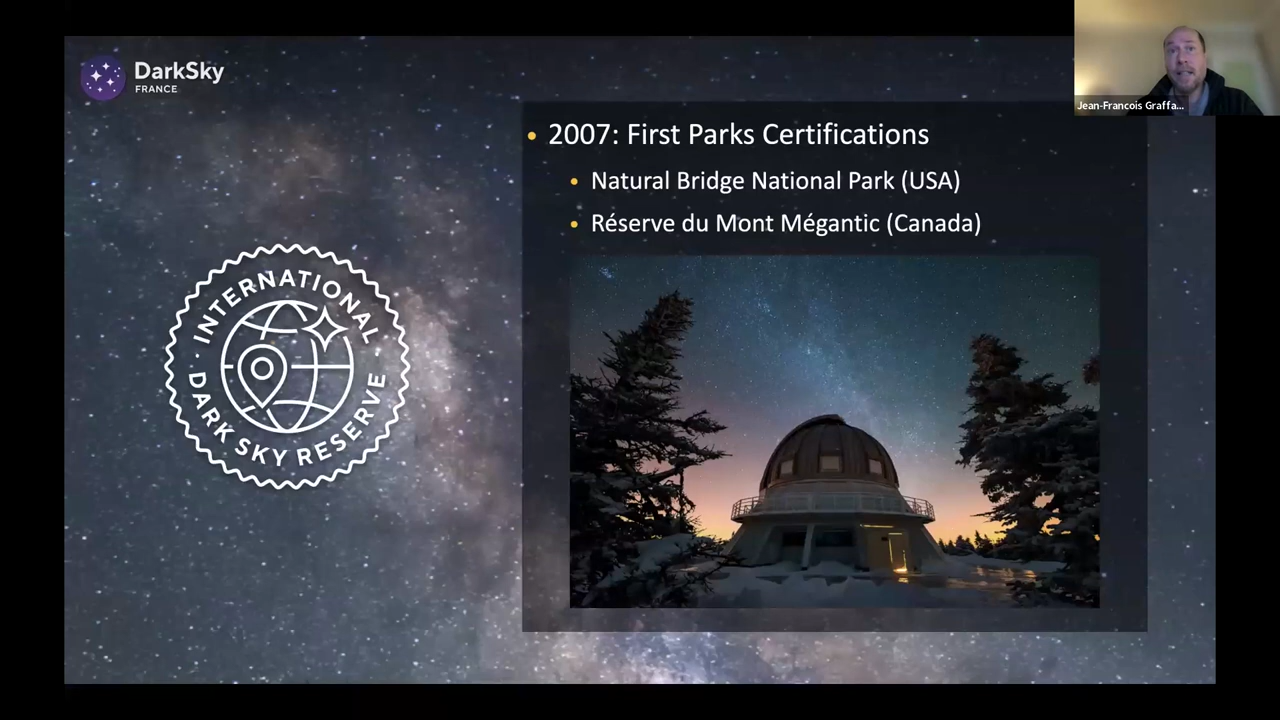 DarkSky
FRANCE
Jean-Francois Graffa...
• 2007: First Parks Certifications
• Natural Bridge National Park (USA)
• Réserve du Mont Mégantic (Canada)
· INTERNATIONAL ·
DARK SKY RESERVE